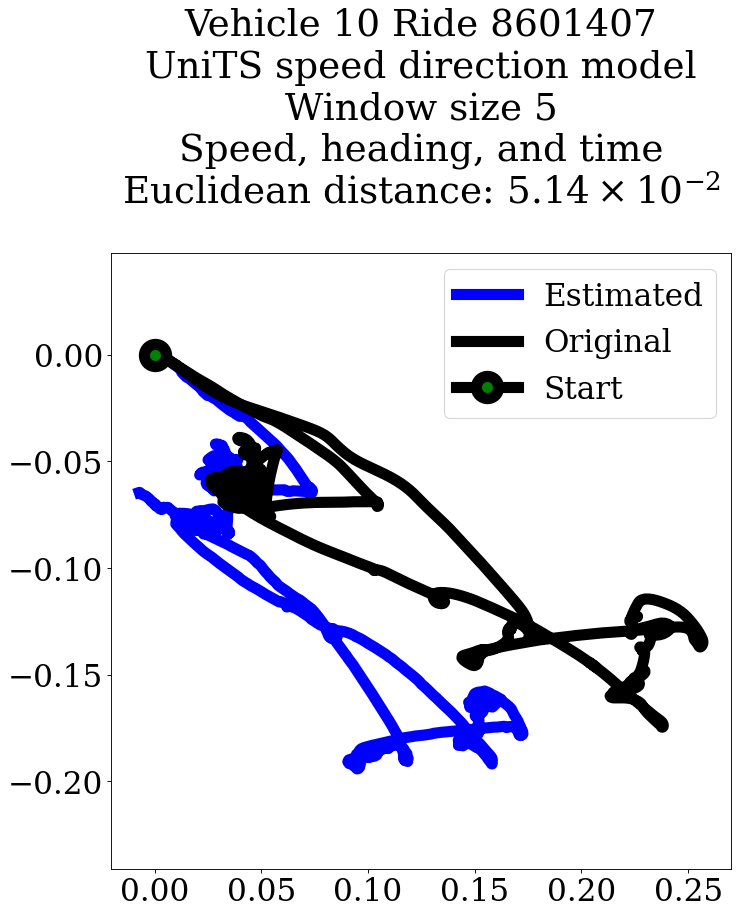 Vehicle 10 Ride 8601407
UniTS speed direction model
Window size 5
Speed, heading, and time
Euclidean distance: 5.14 × 10⁻²
Estimated
Original
Start
0.00
−0.05
−0.10
−0.15
−0.20
0.00 0.05 0.10 0.15 0.20 0.25